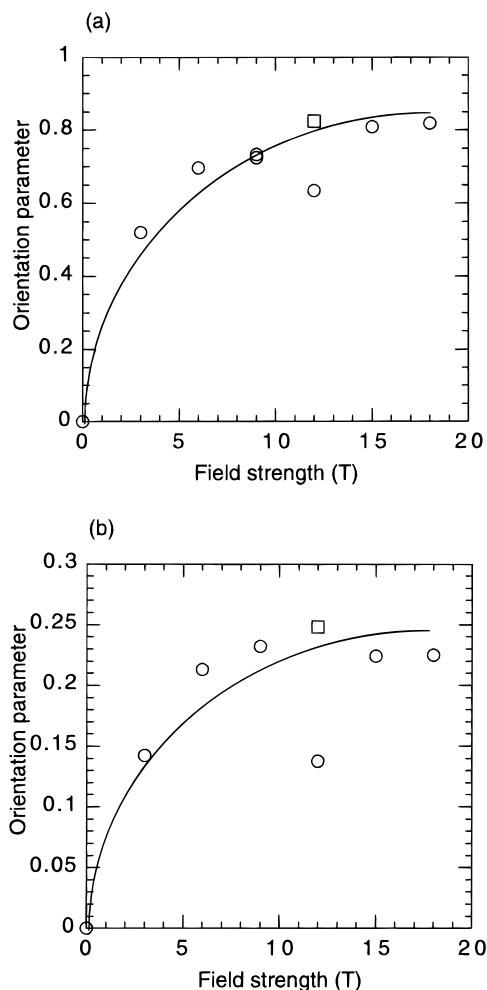 (a)
1
0.8
0.6
0.4
0.2
0
0 5 10 15 20
Orientation parameter
Field strength (T)
(b)
0.3
0.25
0.2
0.15
0.1
0.05
0
0 5 10 15 20
Orientation parameter
Field strength (T)